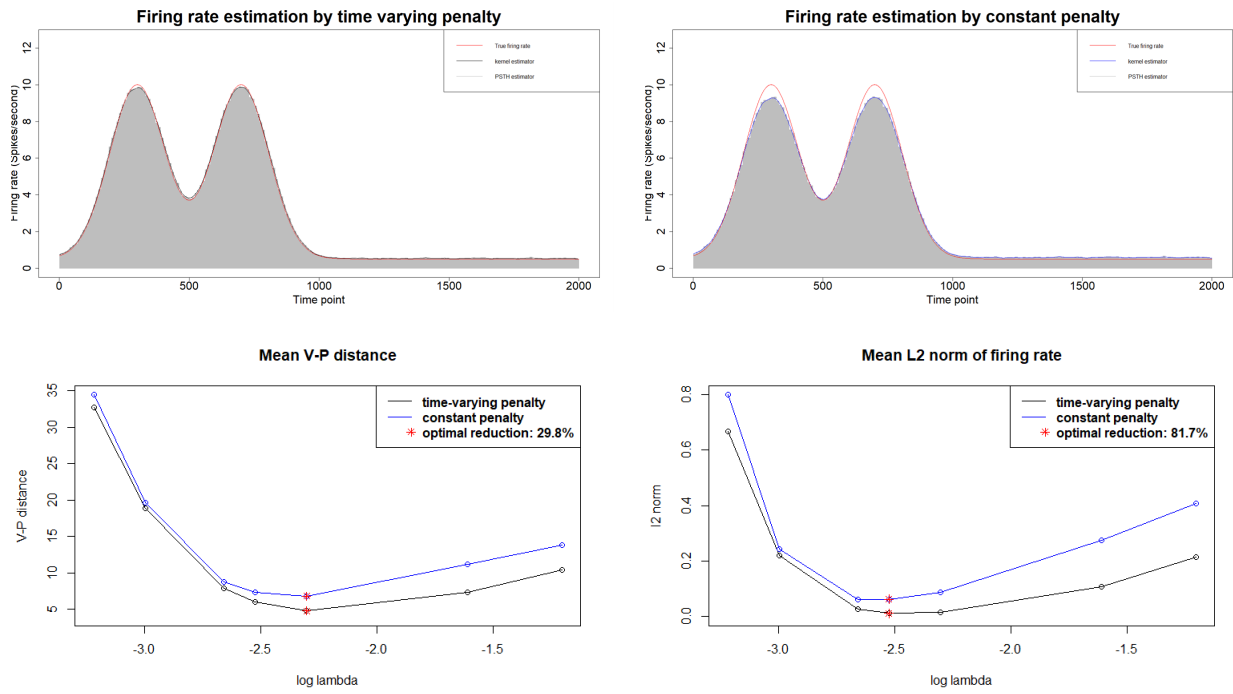 Firing rate estimation by time varying penalty
Firing rate (Spikes/second)
0 2 4 6 8 10 12
True firing rate
kernel estimator
PSTH estimator
0 500 1000 1500 2000
Time point
Firing rate estimation by constant penalty
Firing rate (Spikes/second)
0 2 4 6 8 10 12
True firing rate
kernel estimator
PSTH estimator
0 500 1000 1500 2000
Time point
Mean V-P distance
V-P distance
5 10 15 20 25 30 35
time-varying penalty
constant penalty
optimal reduction: 29.8%
-3.0 -2.5 -2.0 -1.5
log lambda
Mean L2 norm of firing rate
l2 norm
0.0 0.2 0.4 0.6 0.8
time-varying penalty
constant penalty
optimal reduction: 81.7%
-3.0 -2.5 -2.0 -1.5
log lambda